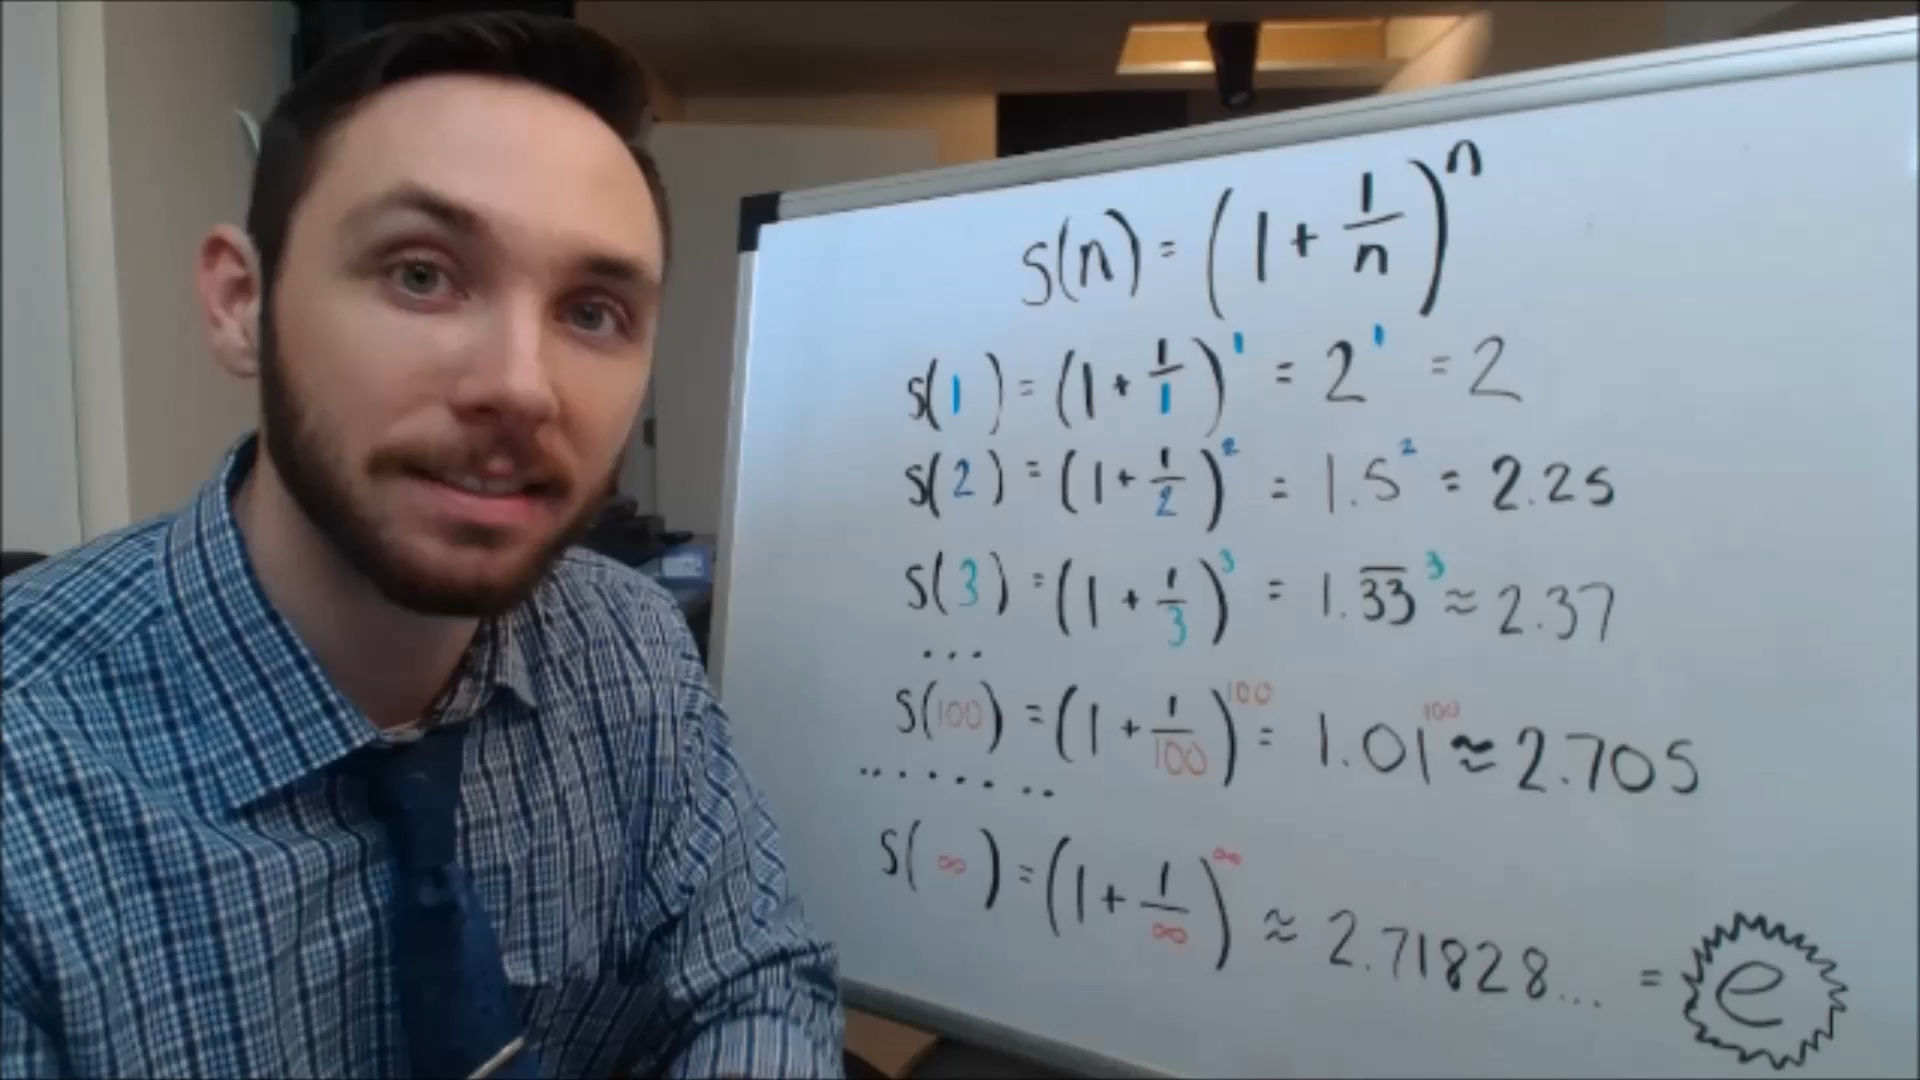 S(n) = (1 + 1/n)^n
S(1) = (1 + 1/1)^1 = 2^1 = 2
S(2) = (1 + 1/2)^2 = 1.5^2 = 2.25
S(3) = (1 + 1/3)^3 = 1.3̅3̅^3 ≈ 2.37
...
S(100) = (1 + 1/100)^100 = 1.01^100 ≈ 2.705
.........
S(∞) = (1 + 1/∞)^∞ ≈ 2.71828... = e